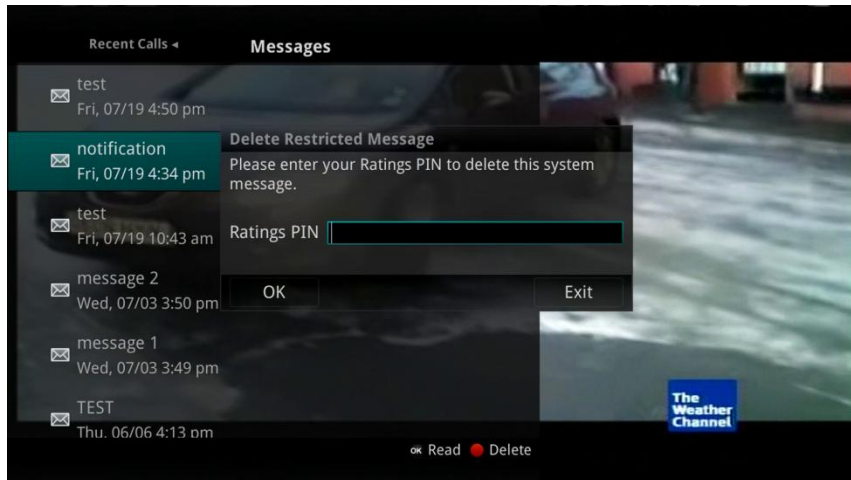 Recent Calls ◂
Messages
test
Fri, 07/19 4:50 pm
notification
Fri, 07/19 4:34 pm
test
Fri, 07/19 10:43 am
message 2
Wed, 07/03 3:50 pm
message 1
Wed, 07/03 3:49 pm
TEST
Thu, 06/06 4:13 pm
Delete Restricted Message
Please enter your Ratings PIN to delete this system
message.
Ratings PIN
OK
Exit
The
Weather
Channel
OK Read Delete